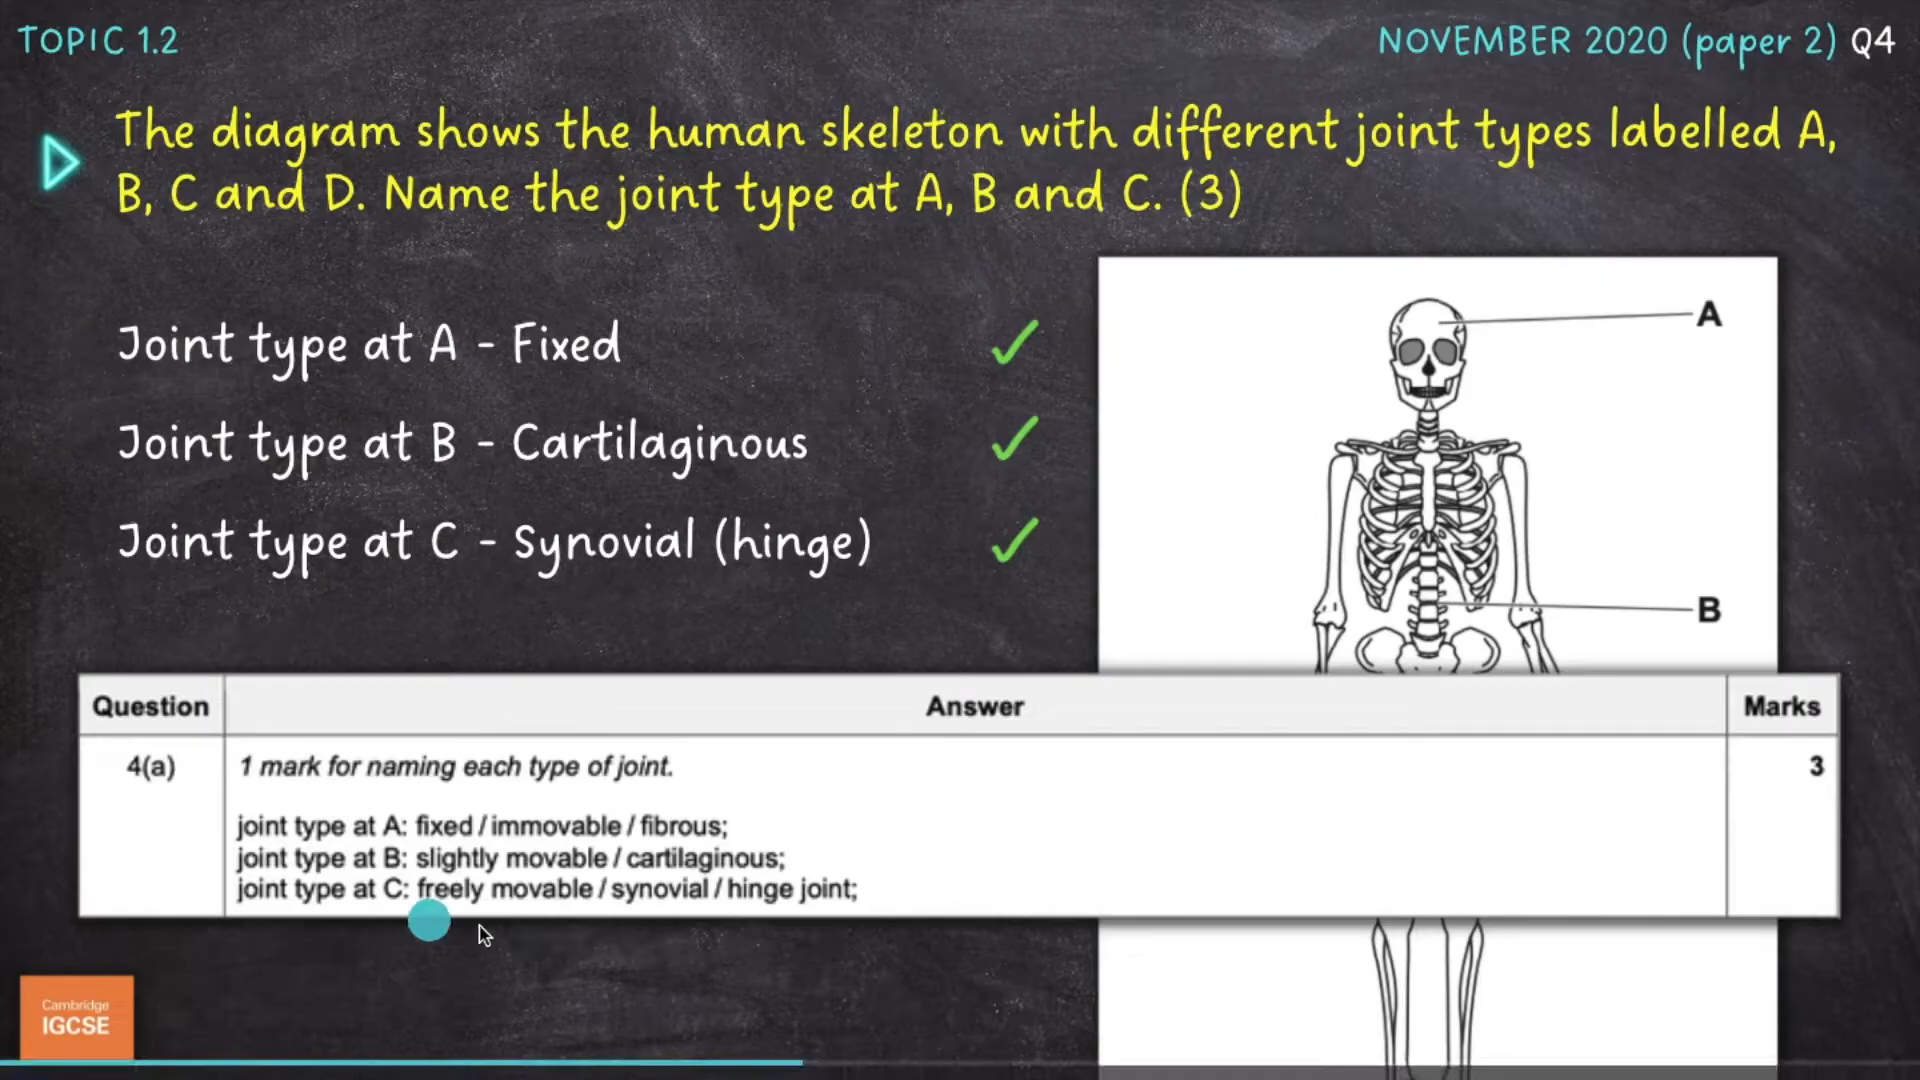 TOPIC 1.2
NOVEMBER 2020 (paper 2) Q4
The diagram shows the human skeleton with different joint types labelled A,
B, C and D. Name the joint type at A, B and C. (3)
Joint type at A - Fixed
Joint type at B - Cartilaginous
Joint type at C - Synovial (hinge)
A
B
Question Answer Marks
4(a) 1 mark for naming each type of joint. 3
joint type at A: fixed / immovable / fibrous;
joint type at B: slightly movable / cartilaginous;
joint type at C: freely movable / synovial / hinge joint;
Cambridge
IGCSE